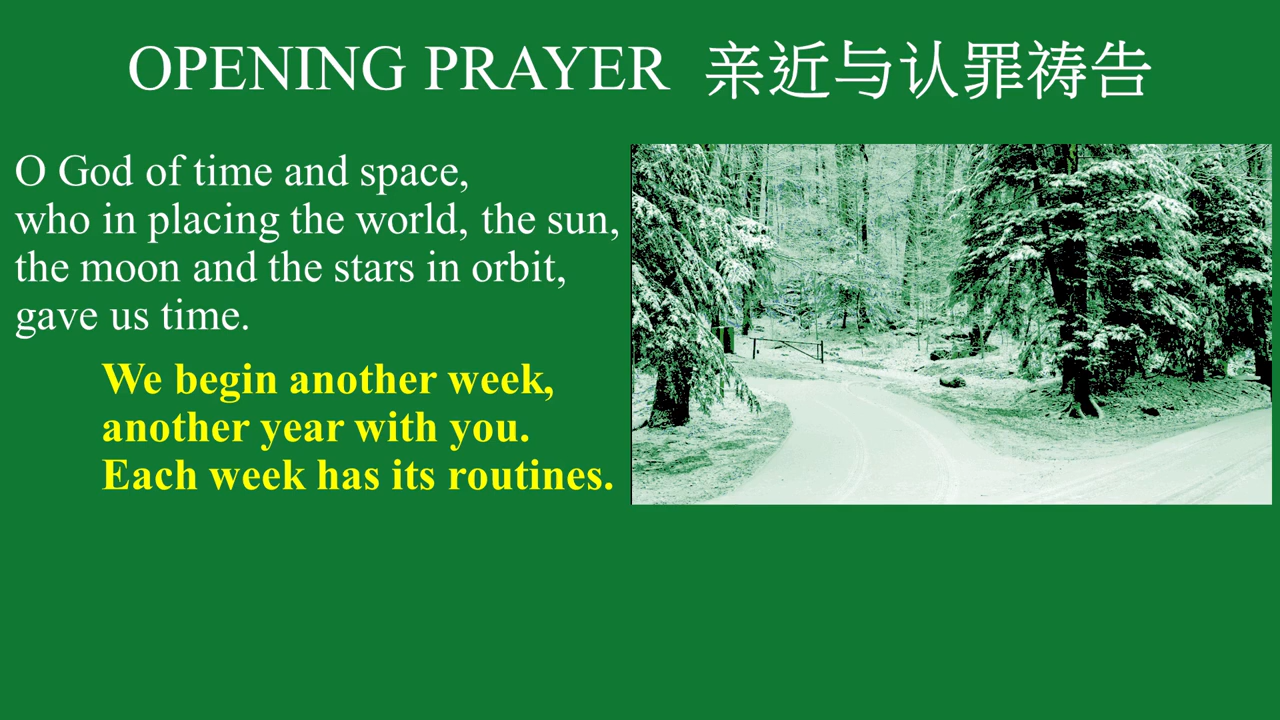 OPENING PRAYER 亲近与认罪祷告
O God of time and space,
who in placing the world, the sun,
the moon and the stars in orbit,
gave us time.
We begin another week,
another year with you.
Each week has its routines.